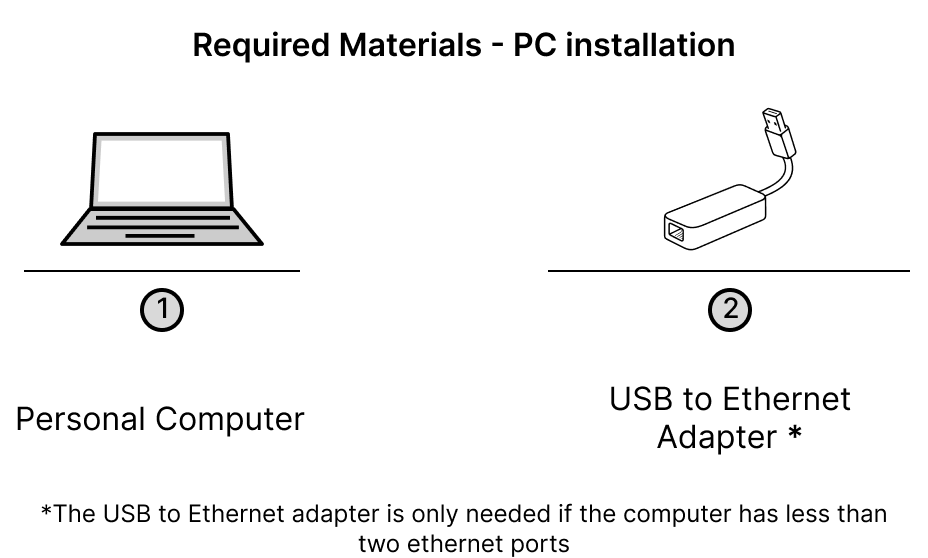 Required Materials - PC installation
1
2
Personal Computer
USB to Ethernet
Adapter *
*The USB to Ethernet adapter is only needed if the computer has less than
two ethernet ports